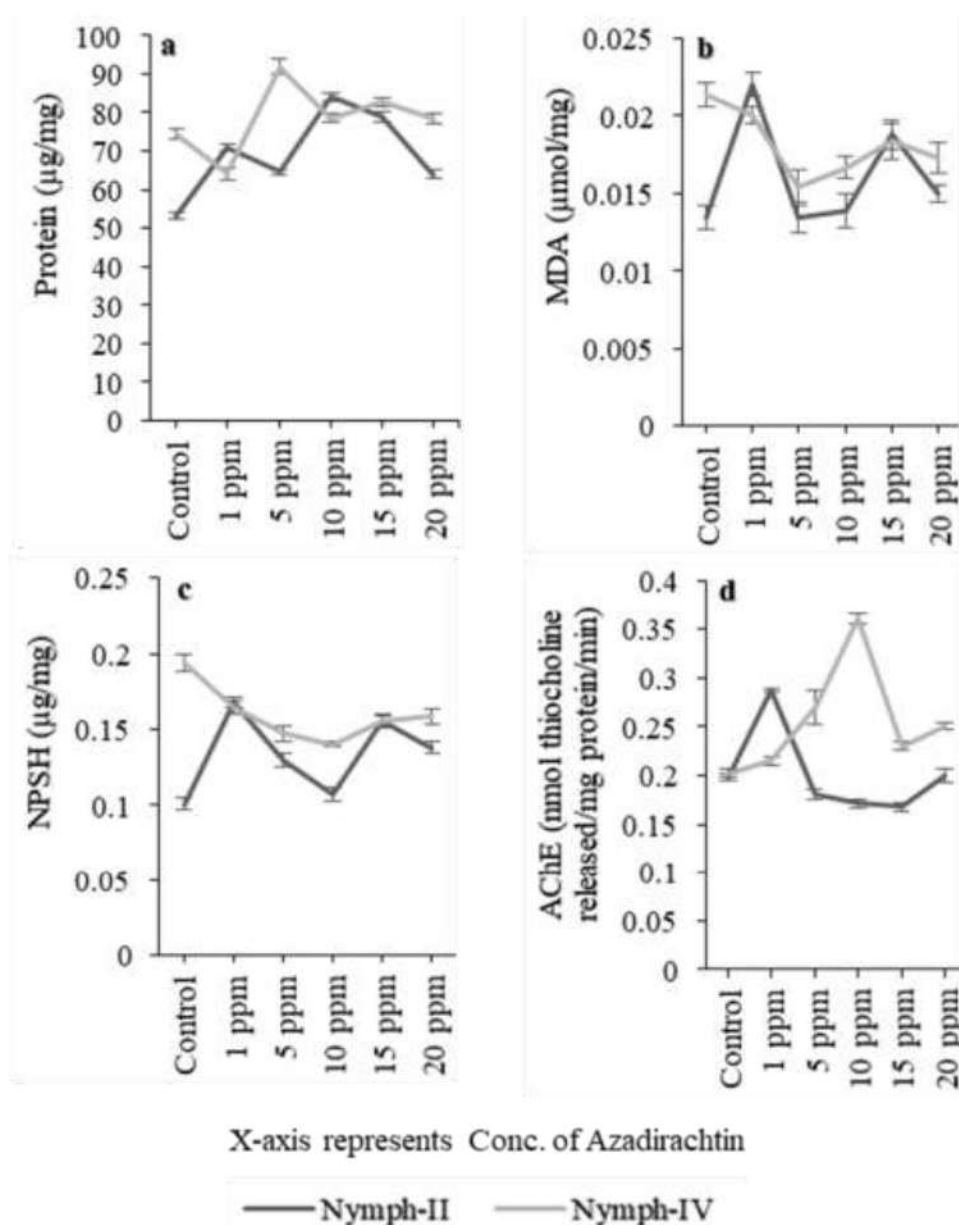 a
Protein (µg/mg)
100
90
80
70
60
50
40
30
20
10
0
Control
1 ppm
5 ppm
10 ppm
15 ppm
20 ppm
b
MDA (µmol/mg)
0.025
0.02
0.015
0.01
0.005
0
Control
1 ppm
5 ppm
10 ppm
15 ppm
20 ppm
c
NPSH (µg/mg)
0.25
0.2
0.15
0.1
0.05
0
Control
1 ppm
5 ppm
10 ppm
15 ppm
20 ppm
d
AChE (nmol thiocholine
released/mg protein/min)
0.4
0.35
0.3
0.25
0.2
0.15
0.1
0.05
0
Control
1 ppm
5 ppm
10 ppm
15 ppm
20 ppm
X-axis represents Conc. of Azadirachtin
Nymph-II Nymph-IV